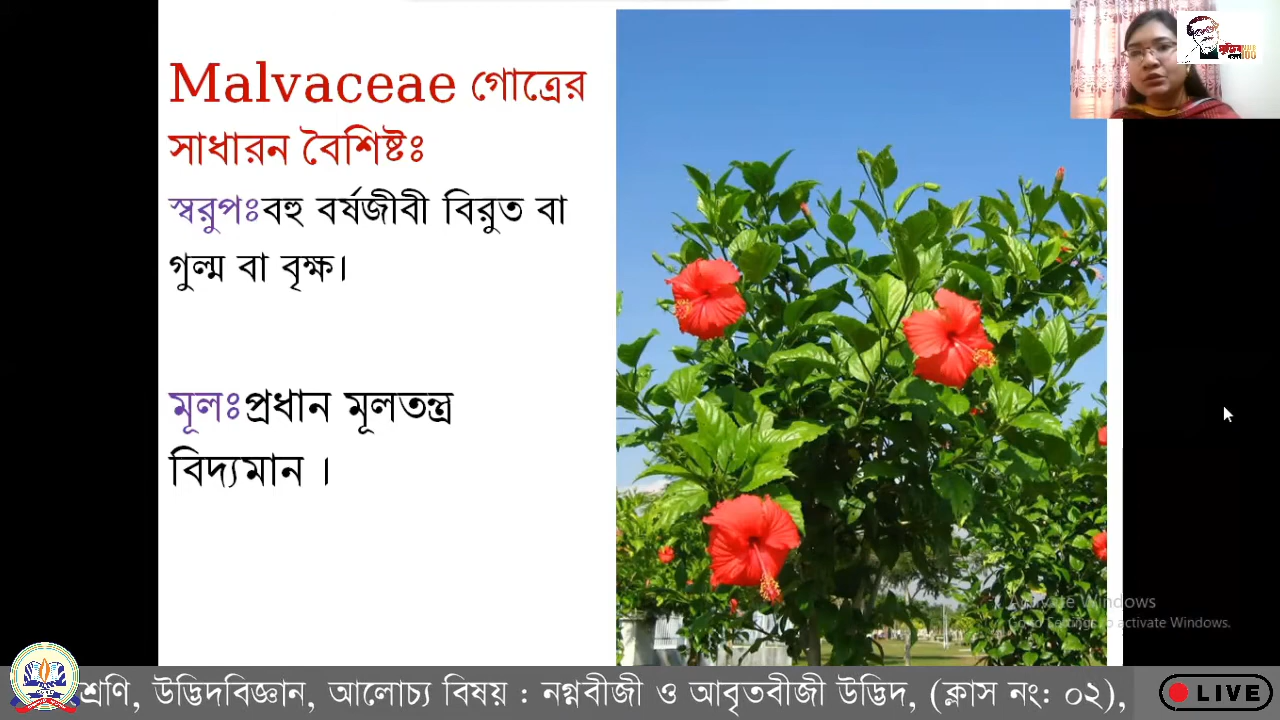 Malvaceae গোত্রের
সাধারন বৈশিষ্টঃ
স্বরুপঃবহু বর্ষজীবী বিরুত বা
গুল্ম বা বৃক্ষ।
মূলঃপ্রধান মূলতন্ত্র
বিদ্যমান ।
Activate Windows
Go to Settings to activate Windows.
শ্রেণি, উদ্ভিদবিজ্ঞান, আলোচ্য বিষয় : নগ্নবীজী ও আবৃতবীজী উদ্ভিদ, (ক্লাস নং: ০২),
LIVE